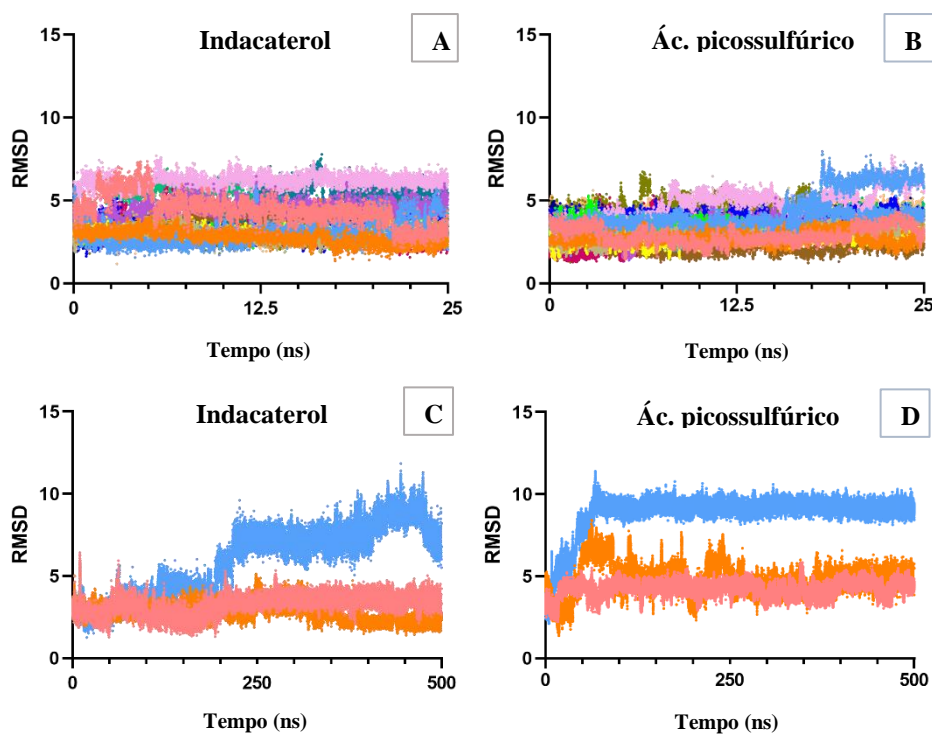 Indacaterol
A
15
10
5
0
RMSD
0
12.5
25
Tempo (ns)
Ác. picossulfúrico
B
15
10
5
0
RMSD
0
12.5
25
Tempo (ns)
Indacaterol
C
15
10
5
0
RMSD
0
250
500
Tempo (ns)
Ác. picossulfúrico
D
15
10
5
0
RMSD
0
250
500
Tempo (ns)